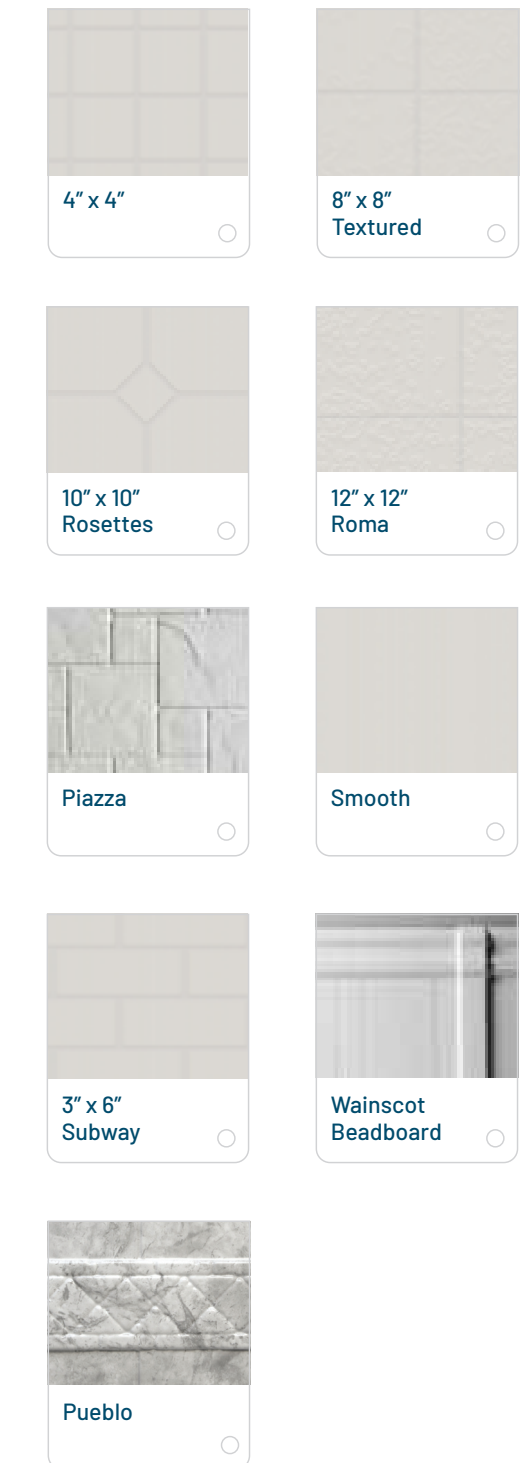 4” x 4”
8” x 8”
Textured
10” x 10”
Rosettes
12” x 12”
Roma
Piazza
Smooth
3” x 6”
Subway
Wainscot
Beadboard
Pueblo